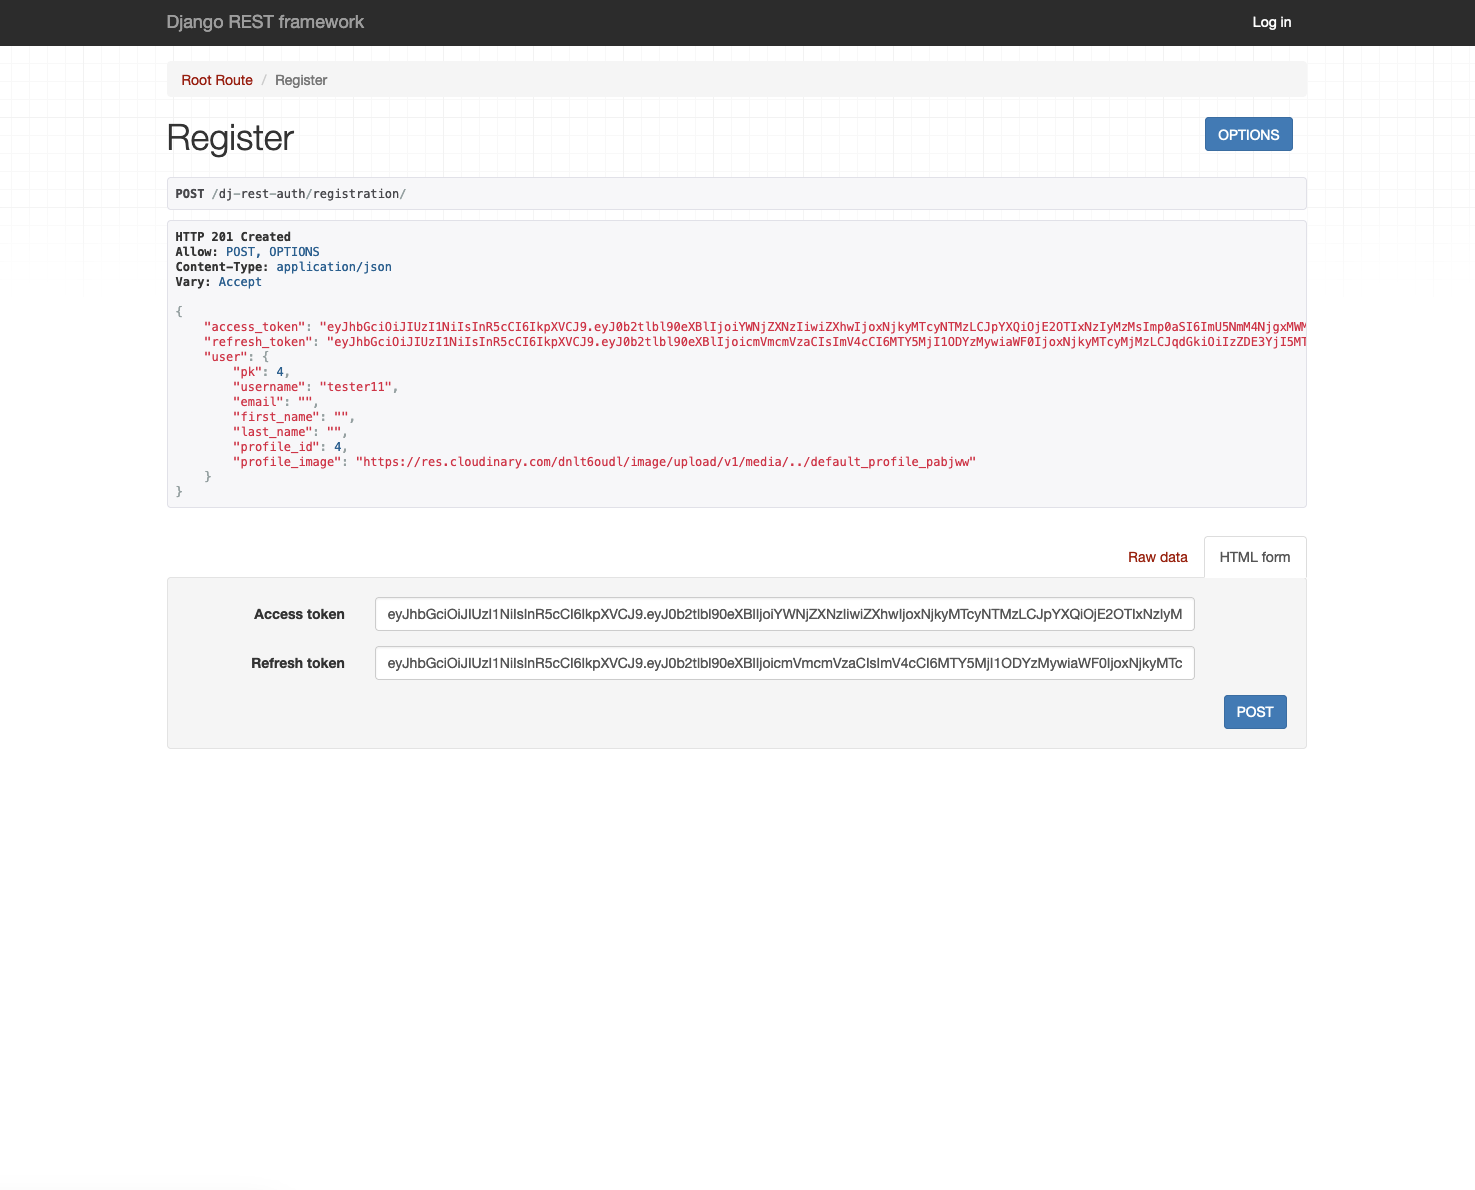 Django REST framework
Log in
Root Route / Register
Register
OPTIONS
POST /dj-rest-auth/registration/
HTTP 201 Created
Allow: POST, OPTIONS
Content-Type: application/json
Vary: Accept
{
"access_token": "eyJhbGciOiJIUzI1NiIsInR5cCI6IkpXVCJ9.eyJ0b2tlbl90eXBlIjoiYWNjZXNzIiwiZXhwIjoxNjkyMTcyNTMzLCJpYXQiOjE2OTIxNzIyMzMsImp0aSI6ImU5NmM4NjgxMWM
"refresh_token": "eyJhbGciOiJIUzI1NiIsInR5cCI6IkpXVCJ9.eyJ0b2tlbl90eXBlIjoicmVmcmVzaCIsImV4cCI6MTY5MjI1ODYzMywiaWF0IjoxNjkyMTcyMjMzLCJqdGkiOiIzZDE3YjI5MT
"user": {
"pk": 4,
"username": "tester11",
"email": "",
"first_name": "",
"last_name": "",
"profile_id": 4,
"profile_image": "https://res.cloudinary.com/dnlt6oudl/image/upload/v1/media/../default_profile_pabjww"
}
}
Raw data
HTML form
Access token
eyJhbGciOiJIUzI1NiIsInR5cCI6IkpXVCJ9.eyJ0b2tlbl90eXBlIjoiYWNjZXNzIiwiZXhwIjoxNjkyMTcyNTMzLCJpYXQiOjE2OTIxNzIyM
Refresh token
eyJhbGciOiJIUzI1NiIsInR5cCI6IkpXVCJ9.eyJ0b2tlbl90eXBlIjoicmVmcmVzaCIsImV4cCI6MTY5MjI1ODYzMywiaWF0IjoxNjkyMTc
POST